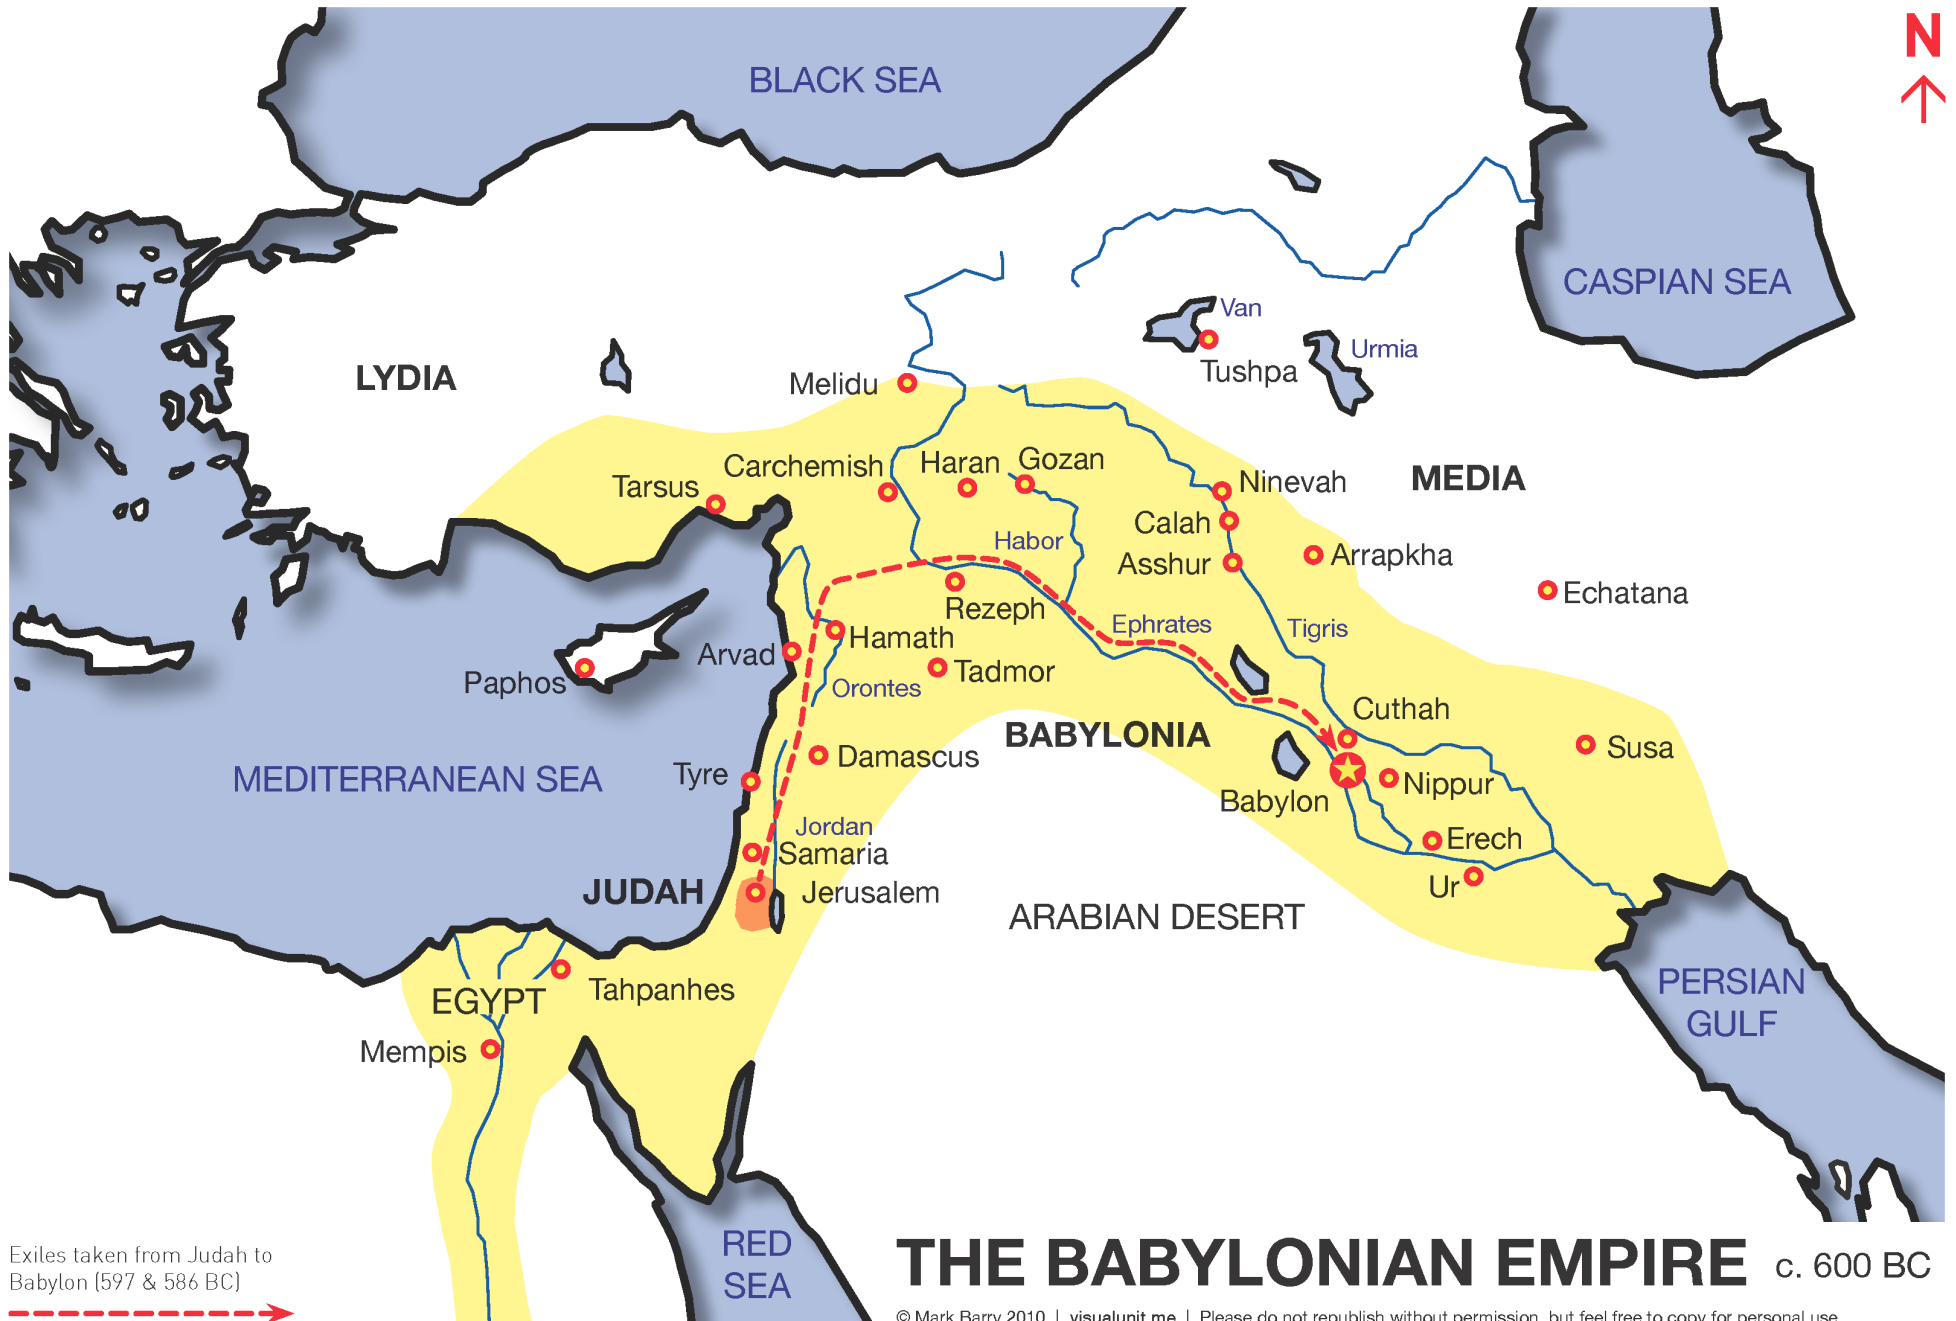 N
BLACK SEA
CASPIAN SEA
Van
Urmia
Tushpa
LYDIA
Melidu
Carchemish
Haran
Gozan
Tarsus
Ninevah
MEDIA
Calah
Habor
Asshur
Arrapkha
Echatana
Rezeph
Ephrates
Tigris
Hamath
Arvad
Tadmor
Paphos
Orontes
Cuthah
BABYLONIA
Susa
Damascus
Tyre
MEDITERRANEAN SEA
Nippur
Babylon
Jordan
Samaria
Erech
JUDAH
Jerusalem
Ur
ARABIAN DESERT
PERSIAN
GULF
Tahpanhes
EGYPT
Mempis
RED
SEA
Exiles taken from Judah to
Babylon (597 & 586 BC)
THE BABYLONIAN EMPIRE c. 600 BC
© Mark Barry 2010 | visualunit.me | Please do not republish without permission, but feel free to copy for personal use